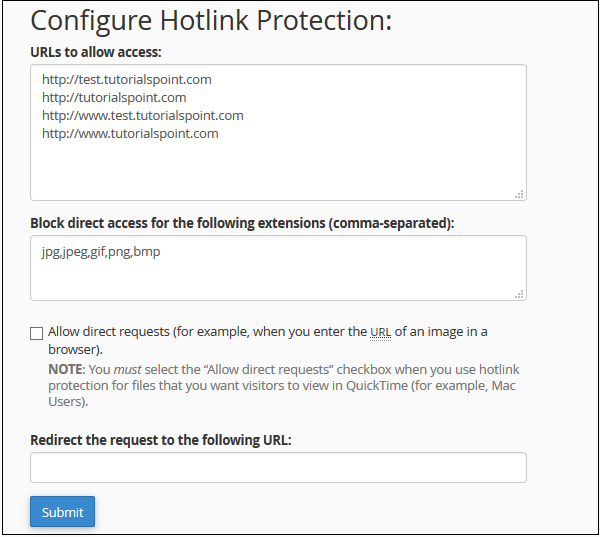 Configure Hotlink Protection:
URLs to allow access:
http://test.tutorialspoint.com
http://tutorialspoint.com
http://www.test.tutorialspoint.com
http://www.tutorialspoint.com
Block direct access for the following extensions (comma-separated):
jpg,jpeg,gif,png,bmp
Allow direct requests (for example, when you enter the URL of an image in a
browser).
NOTE: You must select the “Allow direct requests” checkbox when you use hotlink
protection for files that you want visitors to view in QuickTime (for example, Mac
Users).
Redirect the request to the following URL:
Submit